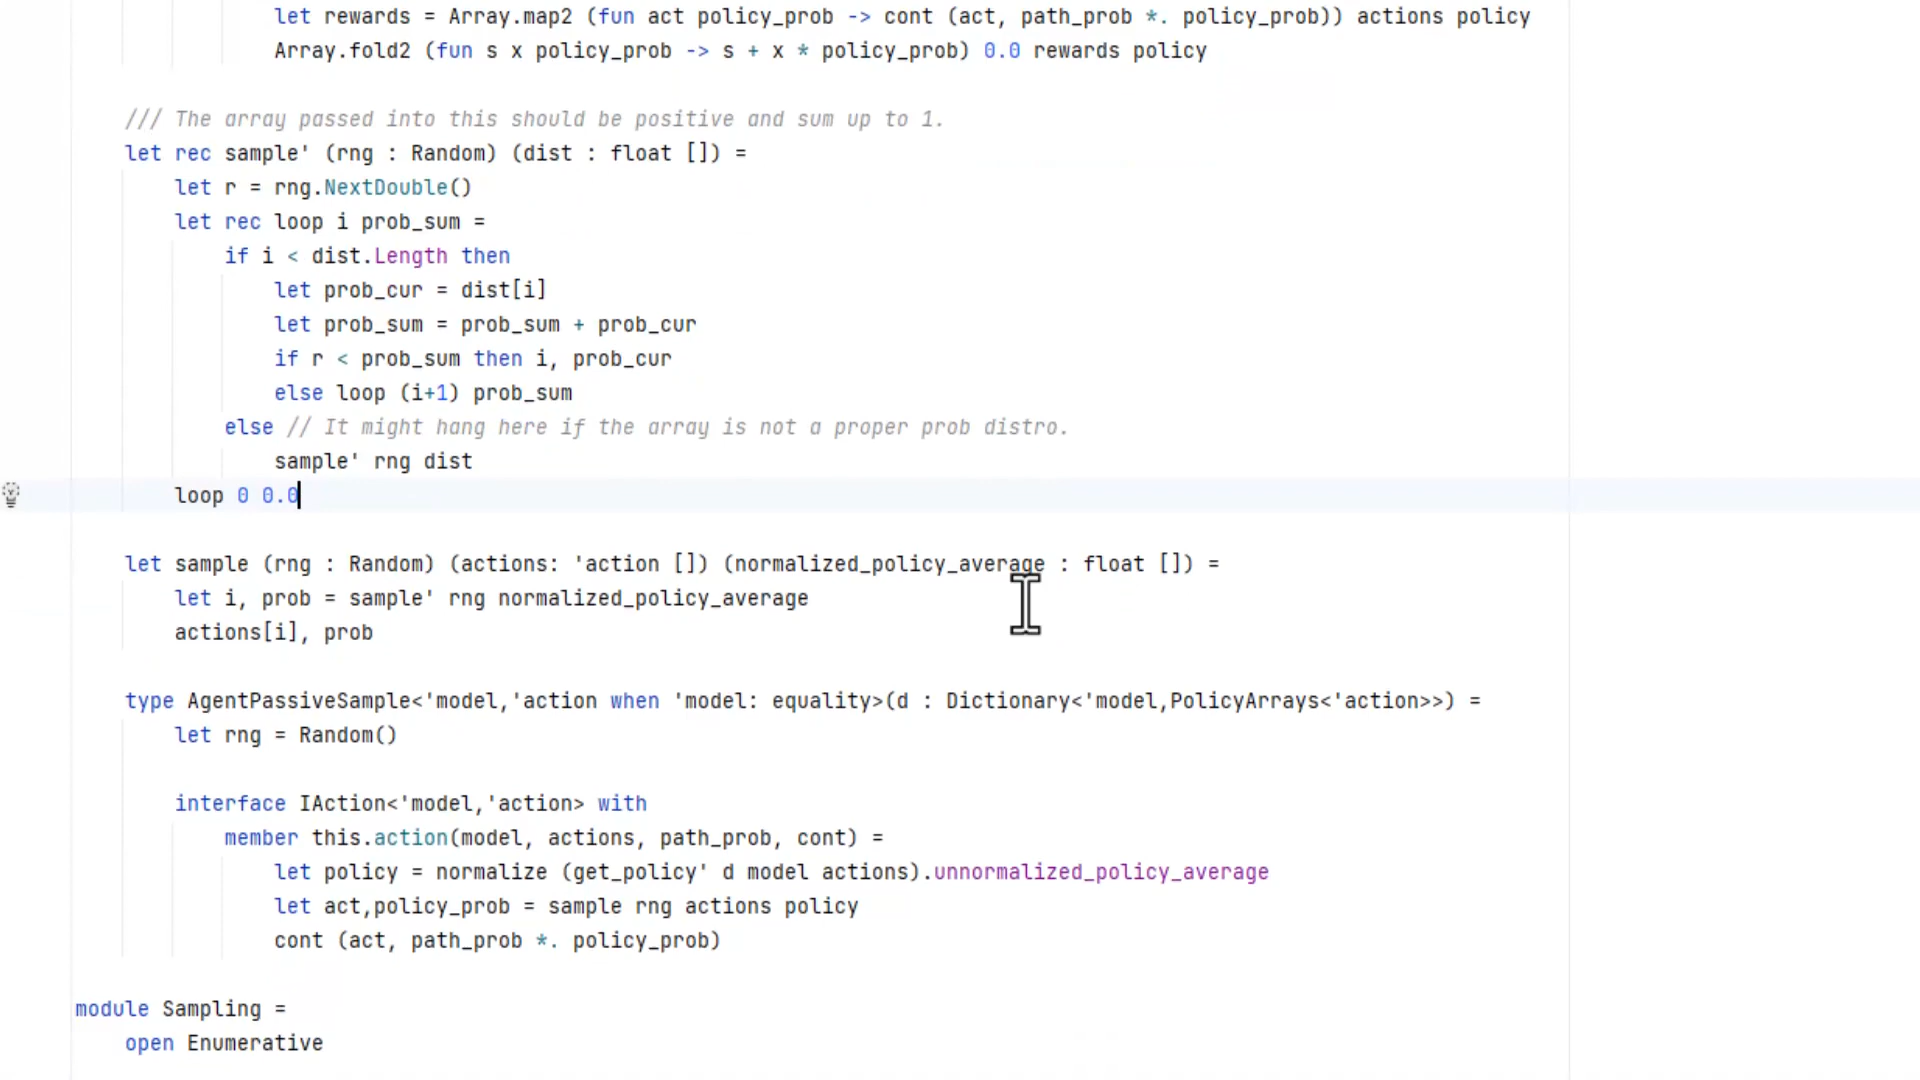 let rewards = Array.map2 (fun act policy_prob -> cont (act, path_prob *. policy_prob)) actions policy
Array.fold2 (fun s x policy_prob -> s + x * policy_prob) 0.0 rewards policy
/// The array passed into this should be positive and sum up to 1.
let rec sample' (rng : Random) (dist : float []) =
let r = rng.NextDouble()
let rec loop i prob_sum =
if i < dist.Length then
let prob_cur = dist[i]
let prob_sum = prob_sum + prob_cur
if r < prob_sum then i, prob_cur
else loop (i+1) prob_sum
else // It might hang here if the array is not a proper prob distro.
sample' rng dist
loop 0 0.0
let sample (rng : Random) (actions: 'action []) (normalized_policy_average : float []) =
let i, prob = sample' rng normalized_policy_average
actions[i], prob
type AgentPassiveSample<'model,'action when 'model: equality>(d : Dictionary<'model,PolicyArrays<'action>>) =
let rng = Random()
interface IAction<'model,'action> with
member this.action(model, actions, path_prob, cont) =
let policy = normalize (get_policy' d model actions).unnormalized_policy_average
let act,policy_prob = sample rng actions policy
cont (act, path_prob *. policy_prob)
module Sampling =
open Enumerative